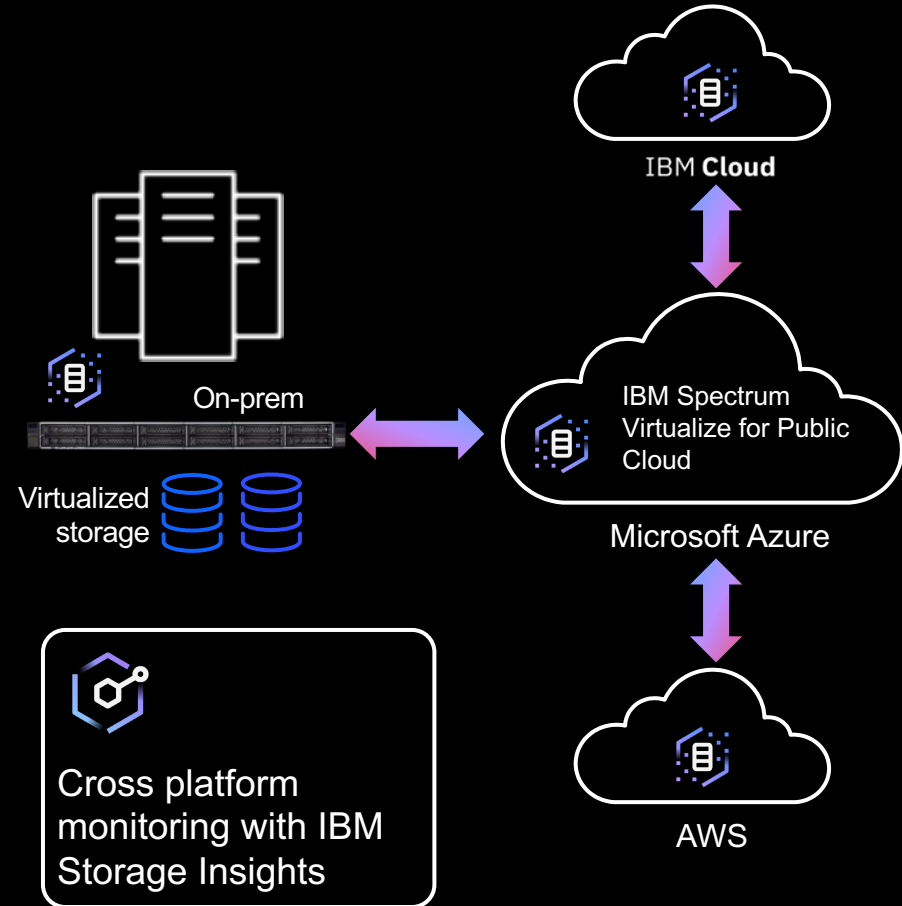 IBM Cloud
On-prem
IBM Spectrum
Virtualize for Public
Cloud
Virtualized
storage
Microsoft Azure
Cross platform
monitoring with IBM
Storage Insights
AWS